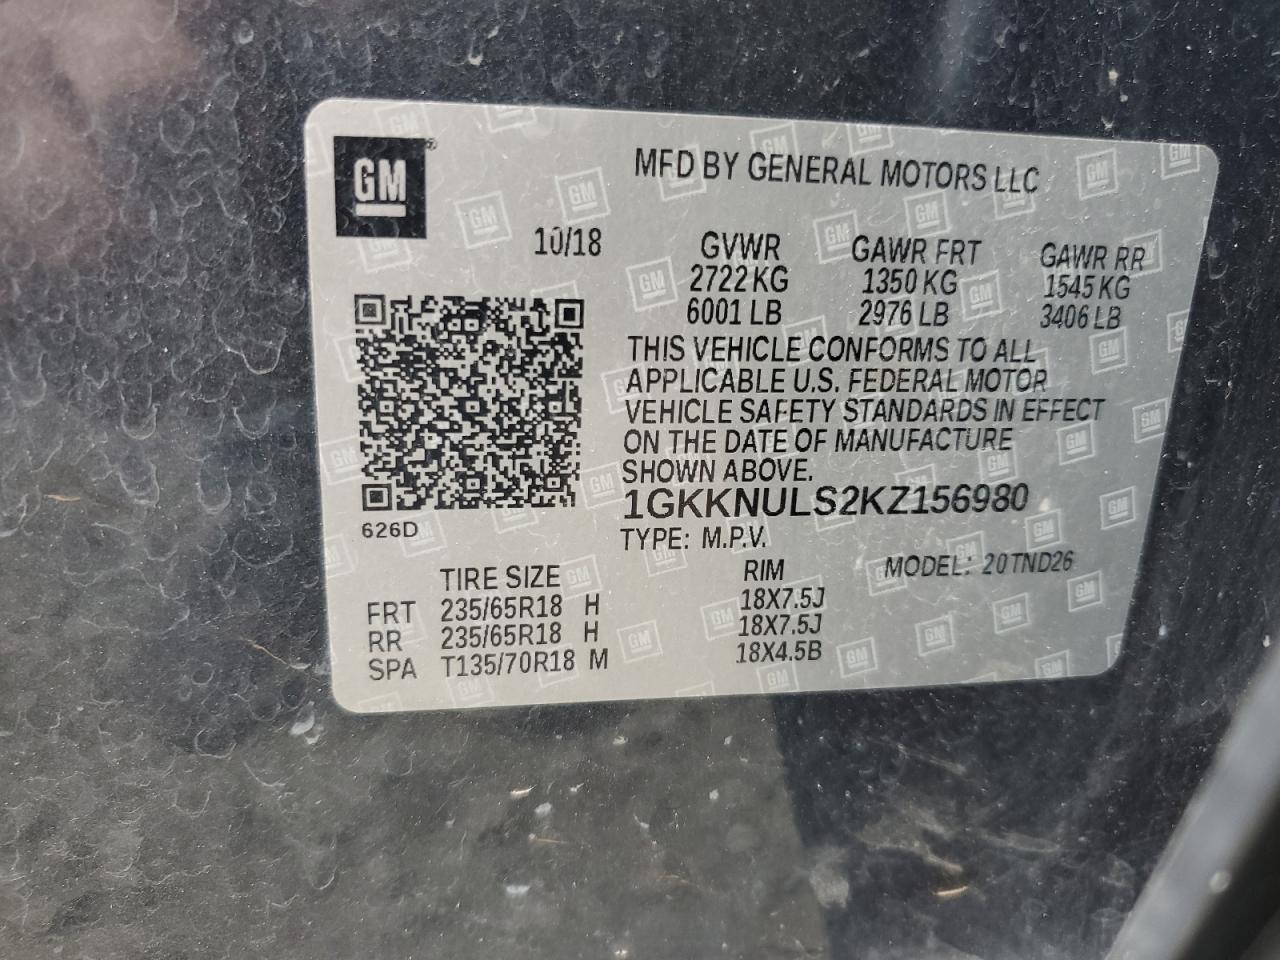 GM
MFD BY GENERAL MOTORS LLC
10/18 GVWR GAWR FRT GAWR RR
2722 KG 1350 KG 1545 KG
6001 LB 2976 LB 3406 LB
THIS VEHICLE CONFORMS TO ALL
APPLICABLE U.S. FEDERAL MOTOR
VEHICLE SAFETY STANDARDS IN EFFECT
ON THE DATE OF MANUFACTURE
SHOWN ABOVE.
1GKKNULS2KZ156980
626D
TYPE: M.P.V.
MODEL: 20TND26
TIRE SIZE RIM
FRT 235/65R18 H 18X7.5J
RR 235/65R18 H 18X7.5J
SPA T135/70R18 M 18X4.5B